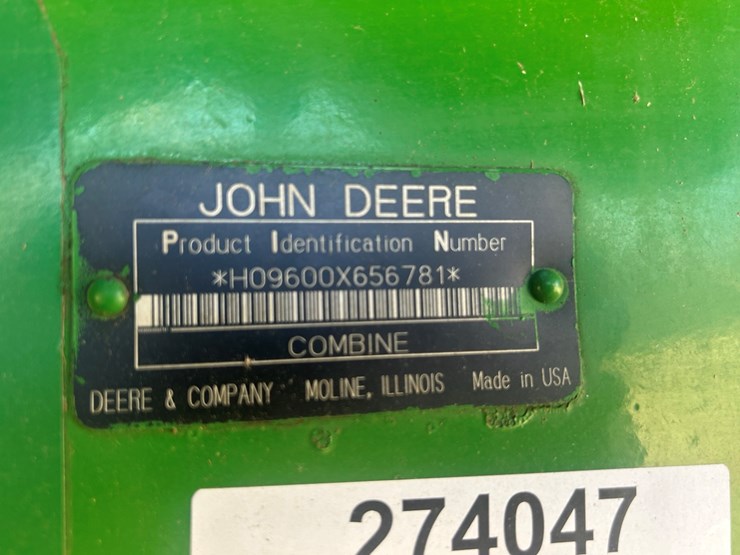 JOHN DEERE
Product Identification Number
*H09600X656781*
COMBINE
DEERE & COMPANY MOLINE, ILLINOIS Made in USA
274047